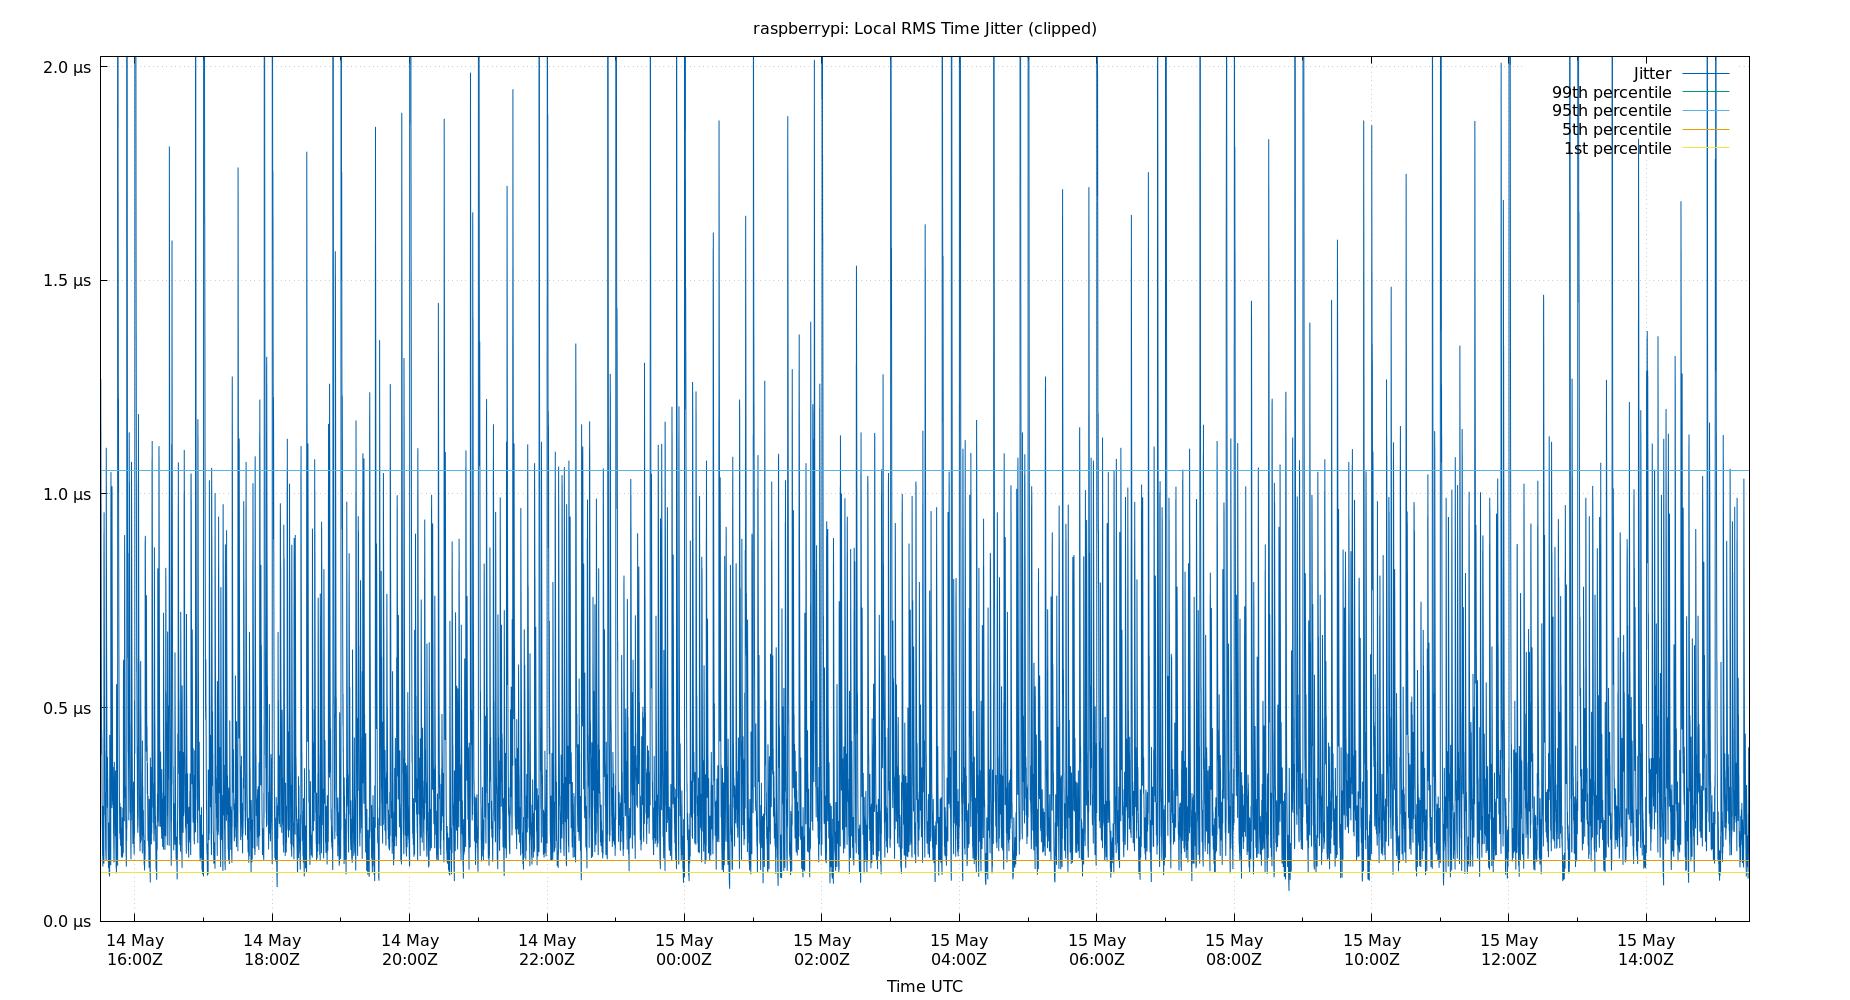 raspberrypi: Local RMS Time Jitter (clipped)
2.0 µs
1.5 µs
1.0 µs
0.5 µs
0.0 µs
Jitter
99th percentile
95th percentile
5th percentile
1st percentile
14 May 14 May 14 May 14 May 15 May 15 May 15 May 15 May 15 May 15 May 15 May 15 May
16:00Z 18:00Z 20:00Z 22:00Z 00:00Z 02:00Z 04:00Z 06:00Z 08:00Z 10:00Z 12:00Z 14:00Z
Time UTC